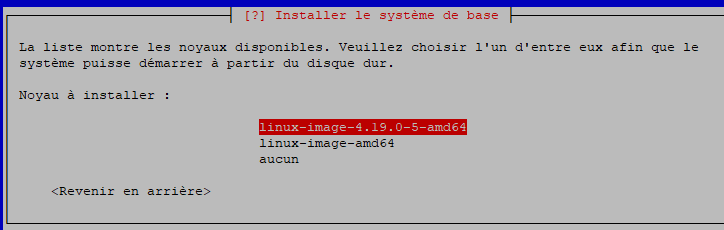 [?] Installer le système de base
La liste montre les noyaux disponibles. Veuillez choisir l'un d'entre eux afin que le
système puisse démarrer à partir du disque dur.
Noyau à installer :
linux-image-4.19.0-5-amd64
linux-image-amd64
aucun
<Revenir en arrière>